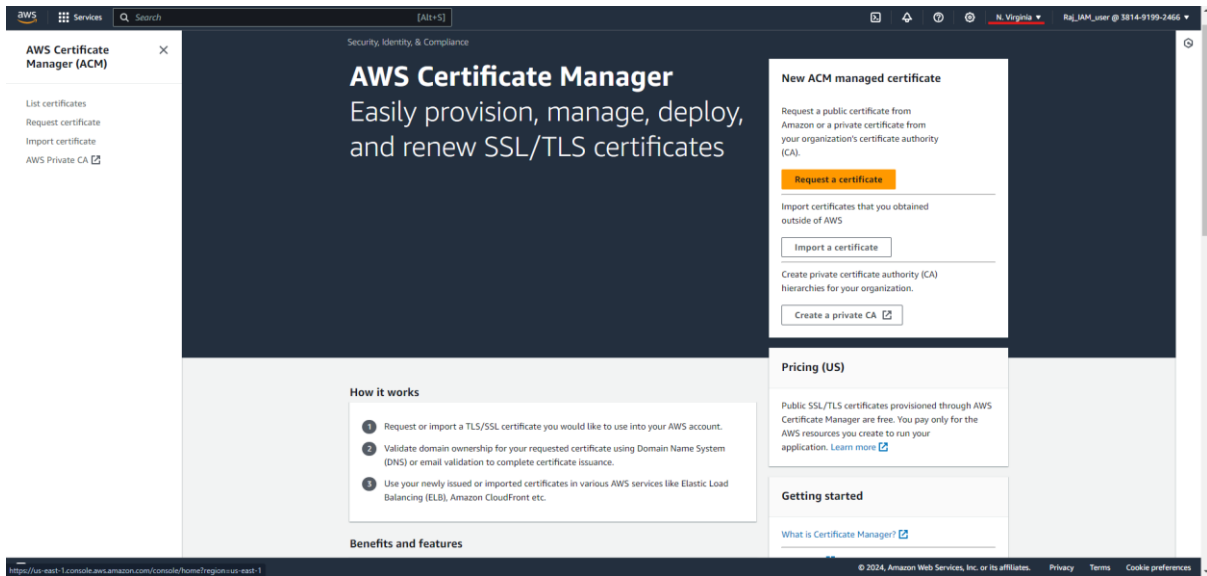 aws
Services
Search
[Alt+S]
N. Virginia
Raj_IAM_user @ 3814-9199-2466
AWS Certificate
Manager (ACM)
List certificates
Request certificate
Import certificate
AWS Private CA
Security, Identity, & Compliance
AWS Certificate Manager
Easily provision, manage, deploy,
and renew SSL/TLS certificates
New ACM managed certificate
Request a public certificate from
Amazon or a private certificate from
your organization's certificate authority
(CA).
Request a certificate
Import certificates that you obtained
outside of AWS
Import a certificate
Create private certificate authority (CA)
hierarchies for your organization.
Create a private CA
Pricing (US)
Public SSL/TLS certificates provisioned through AWS
Certificate Manager are free. You pay only for the
AWS resources you create to run your
application. Learn more
How it works
1 Request or import a TLS/SSL certificate you would like to use into your AWS account.
2 Validate domain ownership for your requested certificate using Domain Name System
(DNS) or email validation to complete certificate issuance.
3 Use your newly issued or imported certificates in various AWS services like Elastic Load
Balancing (ELB), Amazon CloudFront etc.
Getting started
What is Certificate Manager?
Benefits and features
https://us-east-1.console.aws.amazon.com/console/home?region=us-east-1
© 2024, Amazon Web Services, Inc. or its affiliates.
Privacy
Terms
Cookie preferences